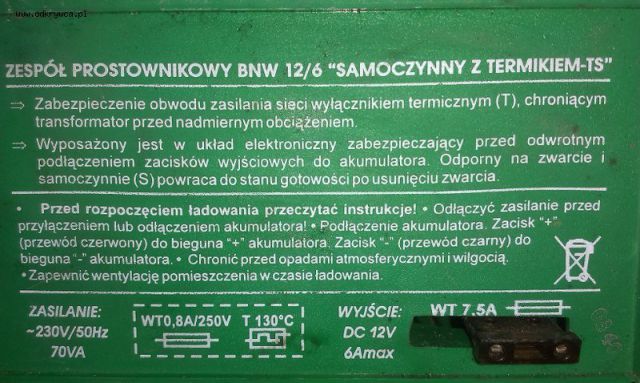 www.odkrywca.pl
ZESPÓŁ PROSTOWNIKOWY BNW 12/6 "SAMOCZYNNY Z TERMIKIEM-TS"
⇒ Zabezpieczenie obwodu zasilania sieci wyłącznikiem termicznym (T), chroniącym
transformator przed nadmiernym obciążeniem.
⇒ Wyposażony jest w układ elektroniczny zabezpieczający przed odwrotnym
podłączeniem zacisków wyjściowych do akumulatora. Odporny na zwarcie i
samoczynnie (S) powraca do stanu gotowości po usunięciu zwarcia.
• Przed rozpoczęciem ładowania przeczytać instrukcje! • Odłączyć zasilanie przed
przyłączeniem lub odłączeniem akumulatora! • Podłączenie akumulatora. Zacisk "+"
(przewód czerwony) do bieguna "+" akumulatora. Zacisk "-" (przewód czarny) do
bieguna "-" akumulatora. • Chronić przed opadami atmosferycznymi i wilgocią.
• Zapewnić wentylację pomieszczenia w czasie ładowania.
ZASILANIE:
~230V/50Hz
70VA
WT0,8A/250V T 130°C
WYJŚCIE:
DC 12V
6Amax
WT 7,5A